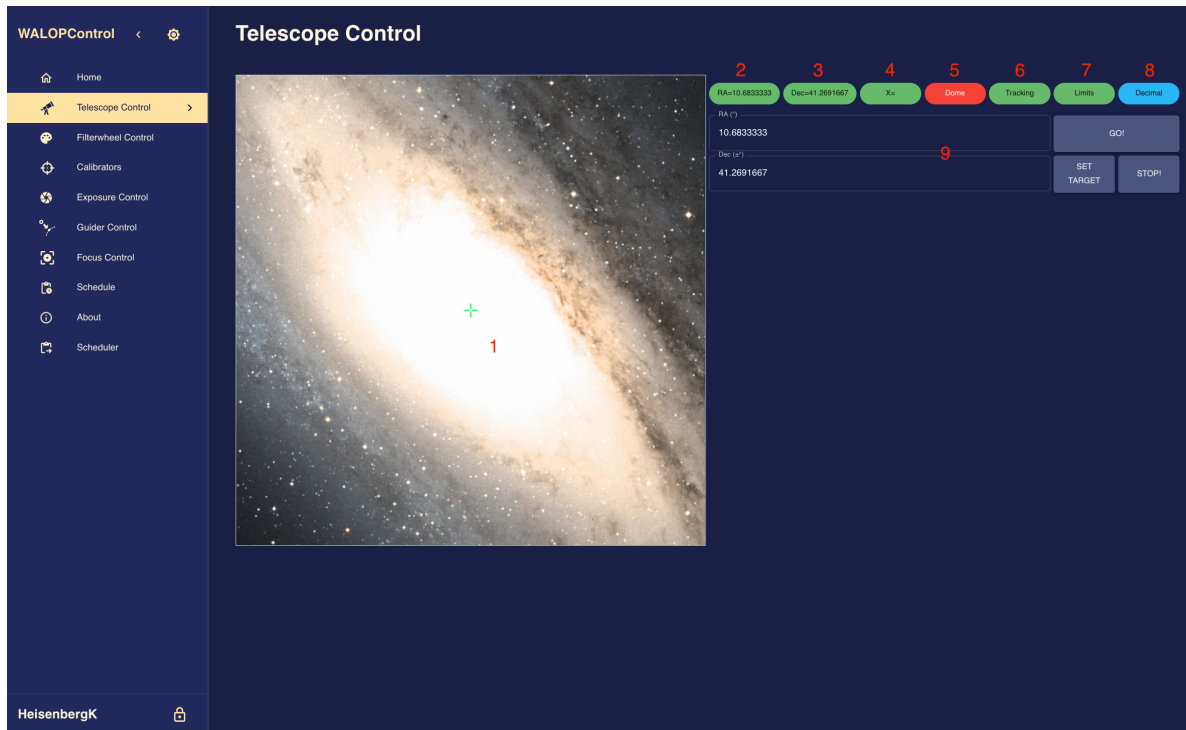 WALOPControl
Home
Telescope Control
Filterwheel Control
Calibrators
Exposure Control
Guider Control
Focus Control
Schedule
About
Scheduler
HeisenbergK
Telescope Control
1
2 3 4 5 6 7 8
RA=10.6833333 Dec=41.2691667 X= Dome Tracking Limits Decimal
RA (°)
10.6833333
GO!
Dec (±°)
9
41.2691667
SET
TARGET
STOP!